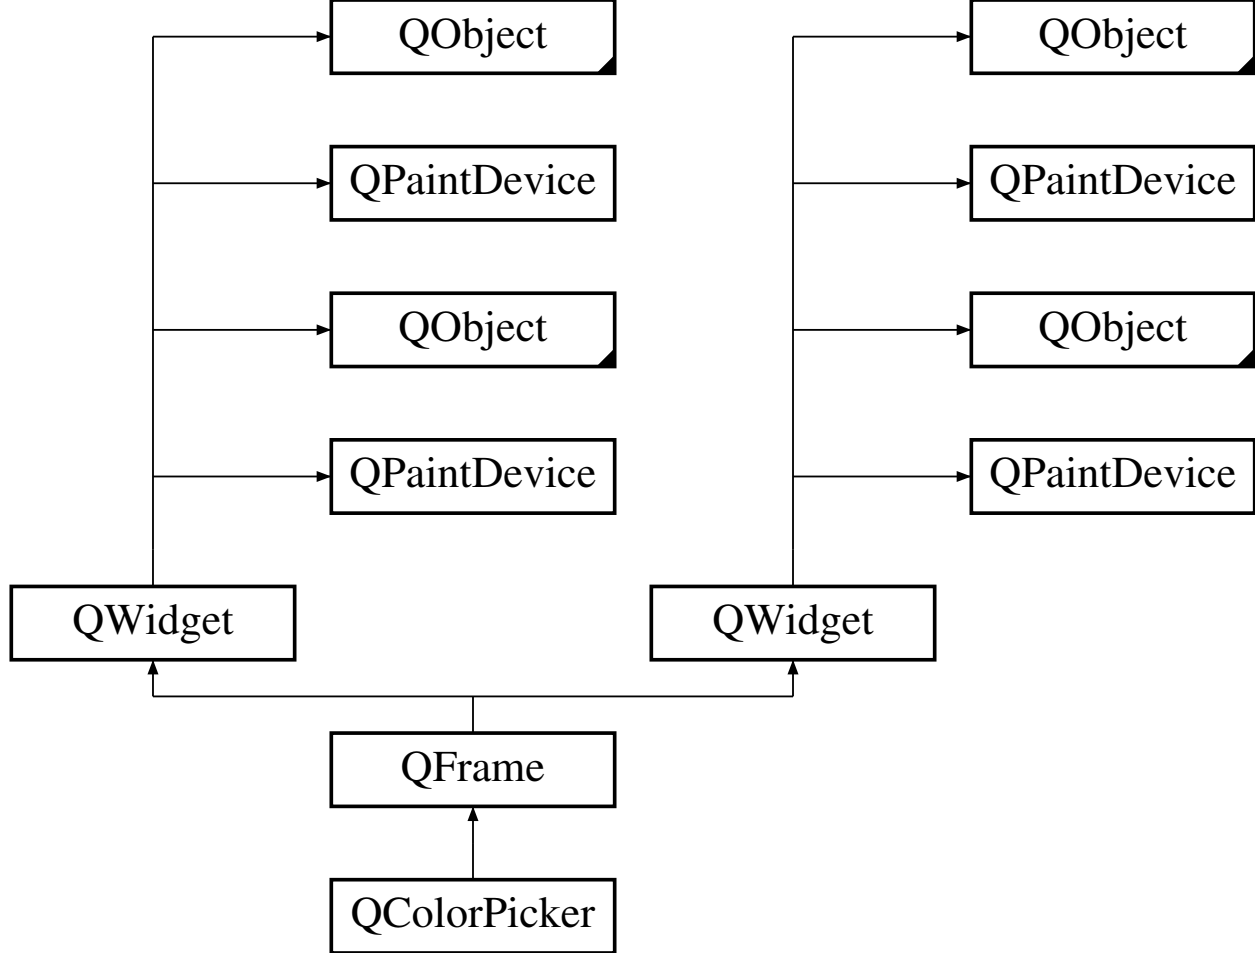 QObject
QObject
QPaintDevice
QPaintDevice
QObject
QObject
QPaintDevice
QPaintDevice
QWidget
QWidget
QFrame
QColorPicker